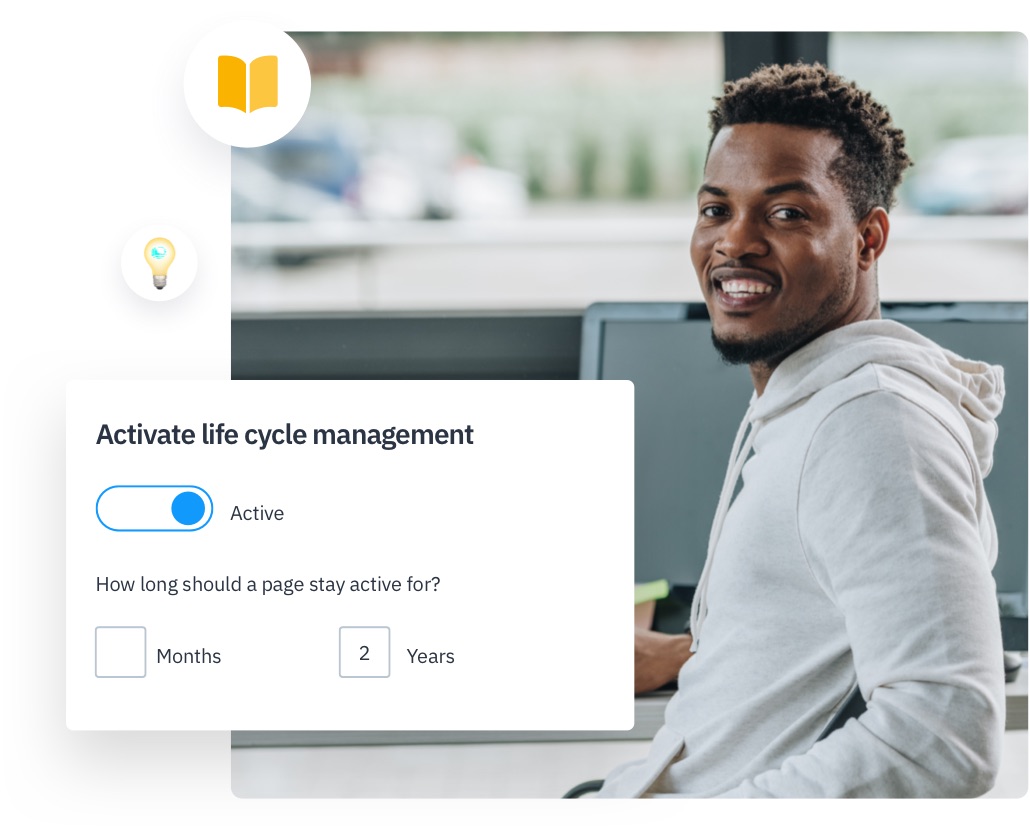 Activate life cycle management
Active
How long should a page stay active for?
Months 2 Years